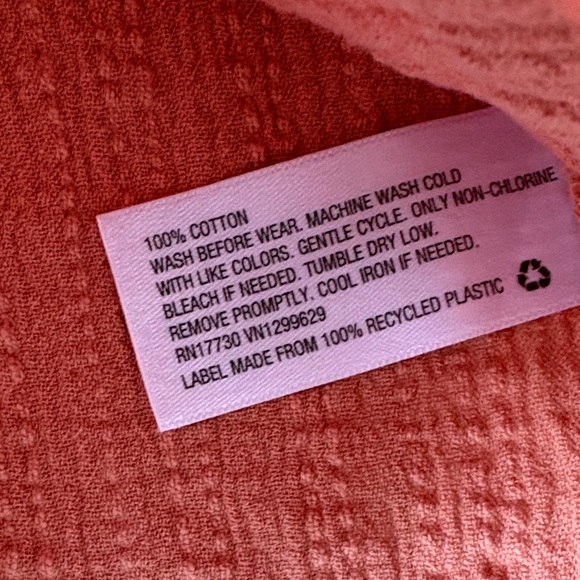 100% COTTON
WASH BEFORE WEAR. MACHINE WASH COLD
WITH LIKE COLORS. GENTLE CYCLE. ONLY NON-CHLORINE
BLEACH IF NEEDED. TUMBLE DRY LOW.
REMOVE PROMPTLY. COOL IRON IF NEEDED.
RN17730 VN1299629
LABEL MADE FROM 100% RECYCLED PLASTIC